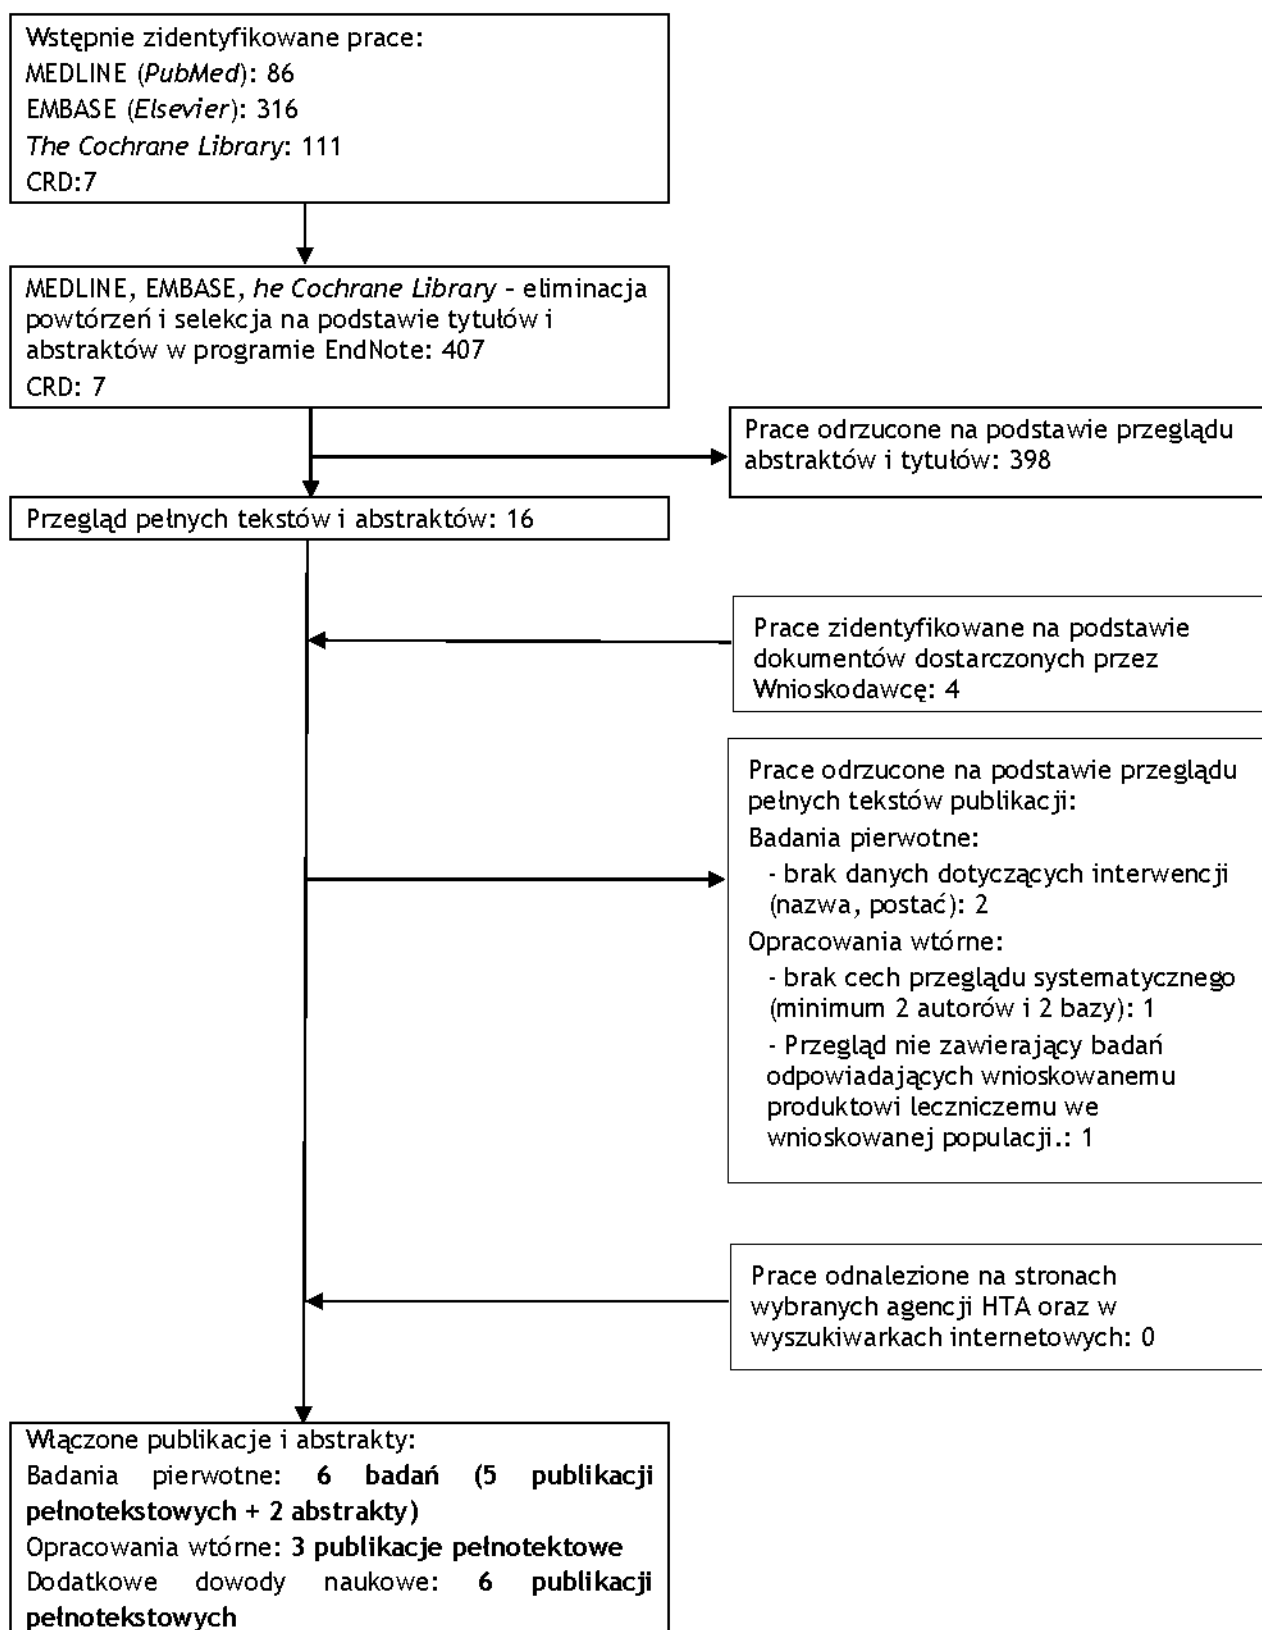 Wstępnie zidentyfikowane prace:
MEDLINE (PubMed): 86
EMBASE (Elsevier): 316
The Cochrane Library: 111
CRD:7
MEDLINE, EMBASE, he Cochrane Library – eliminacja
powtórzeń i selekcja na podstawie tytułów i
abstraktów w programie EndNote: 407
CRD: 7
Prace odrzucone na podstawie przeglądu
abstraktów i tytułów: 398
Przegląd pełnych tekstów i abstraktów: 16
Prace zidentyfikowane na podstawie
dokumentów dostarczonych przez
Wnioskodawcę: 4
Prace odrzucone na podstawie przeglądu
pełnych tekstów publikacji:
Badania pierwotne:
- brak danych dotyczących interwencji
(nazwa, postać): 2
Opracowania wtórne:
- brak cech przeglądu systematycznego
(minimum 2 autorów i 2 bazy): 1
- Przegląd nie zawierający badań
odpowiadających wnioskowanemu
produktowi leczniczemu we
wnioskowanej populacji.: 1
Prace odnalezione na stronach
wybranych agencji HTA oraz w
wyszukiwarkach internetowych: 0
Włączone publikacje i abstrakty:
Badania pierwotne: 6 badań (5 publikacji
pełnotekstowych + 2 abstrakty)
Opracowania wtórne: 3 publikacje pełnotektowe
Dodatkowe dowody naukowe: 6 publikacji
pełnotekstowych